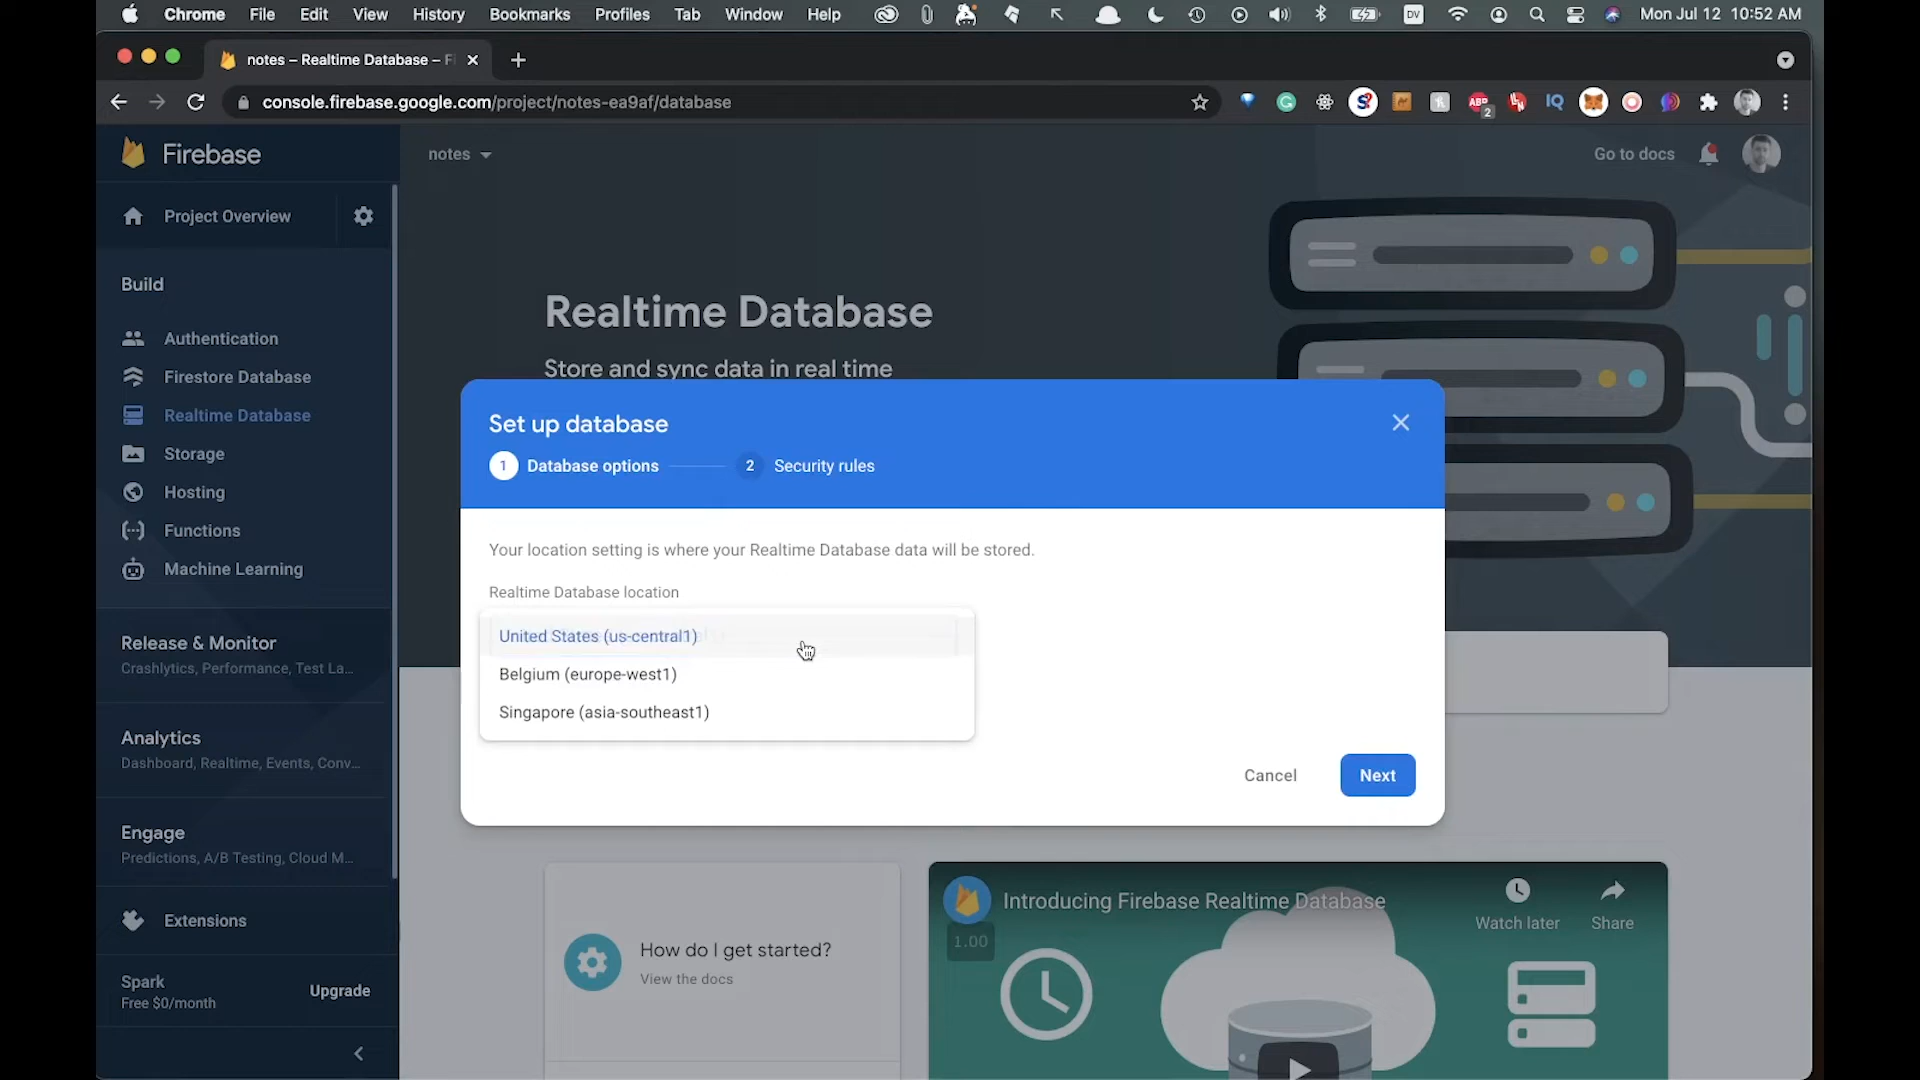 Chrome File Edit View History Bookmarks Profiles Tab Window Help DV Mon Jul 12 10:52 AM
notes – Realtime Database – F
console.firebase.google.com/project/notes-ea9af/database
ABP 2 IQ
Firebase
notes
Go to docs
Project Overview
Build
Authentication
Firestore Database
Realtime Database
Storage
Hosting
Functions
Machine Learning
Release & Monitor
Crashlytics, Performance, Test La...
Analytics
Dashboard, Realtime, Events, Conv...
Engage
Predictions, A/B Testing, Cloud M...
Extensions
Spark
Free $0/month
Upgrade
Realtime Database
Store and sync data in real time
Set up database
1 Database options 2 Security rules
Your location setting is where your Realtime Database data will be stored.
Realtime Database location
United States (us-central1)
Belgium (europe-west1)
Singapore (asia-southeast1)
Cancel Next
How do I get started?
View the docs
Introducing Firebase Realtime Database
1.00
Watch later
Share